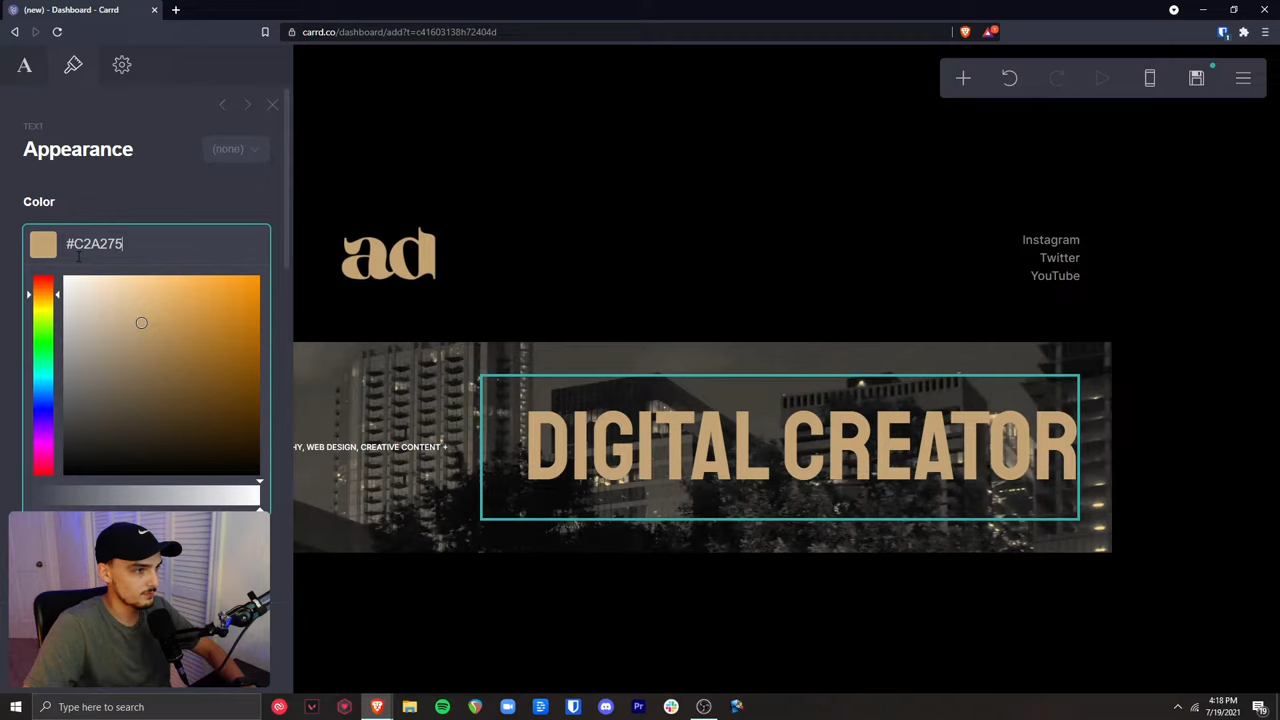 (new) - Dashboard - Carrd
carrd.co/dashboard/add?t=c41603138h72404d
A
TEXT
Appearance
(none)
Color
#C2A275
ad
Instagram
Twitter
YouTube
HY, WEB DESIGN, CREATIVE CONTENT +
DIGITAL CREATOR
Type here to search
Pr
4:18 PM
7/19/2021